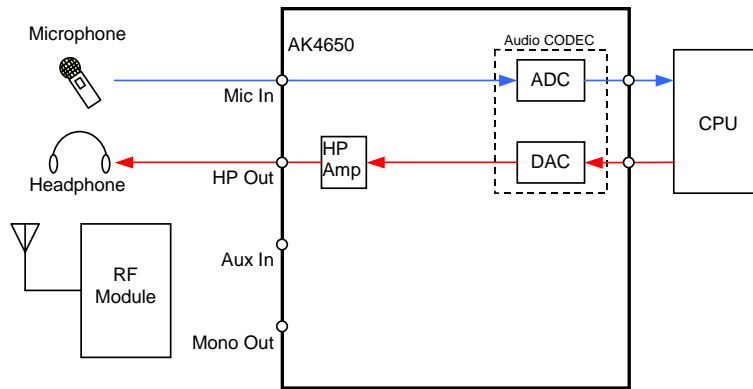 Microphone
AK4650
Audio CODEC
Mic In
ADC
CPU
HP
Amp
DAC
Headphone
HP Out
RF
Module
Aux In
Mono Out